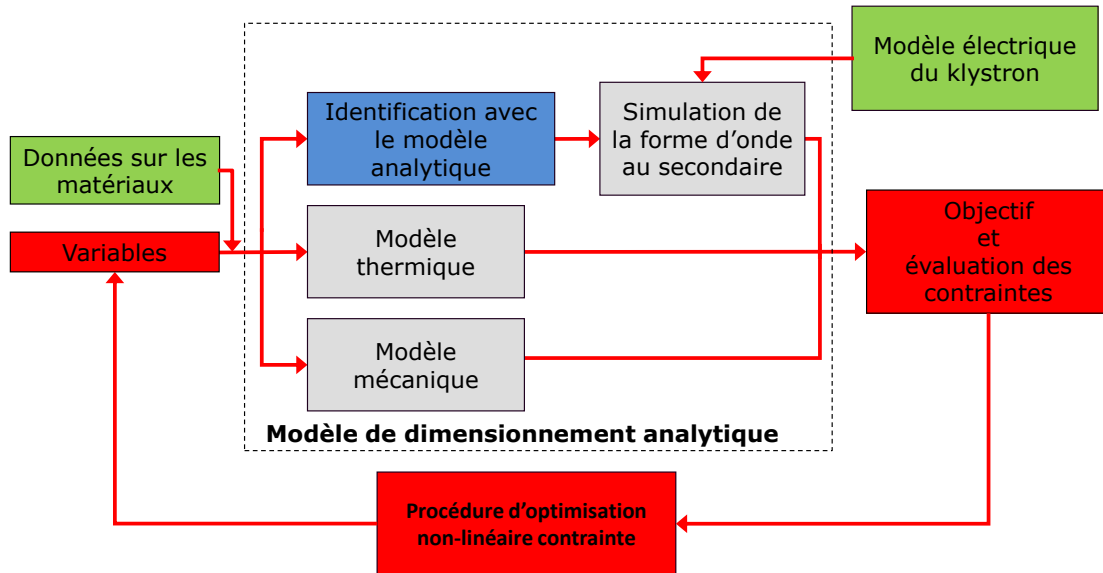 Modèle électrique
du klystron
Identification avec
le modèle
analytique
Simulation de
la forme d'onde
au secondaire
Données sur les
matériaux
Variables
Modèle
thermique
Objectif
et
évaluation des
contraintes
Modèle
mécanique
Modèle de dimensionnement analytique
Procédure d'optimisation
non-linéaire contrainte